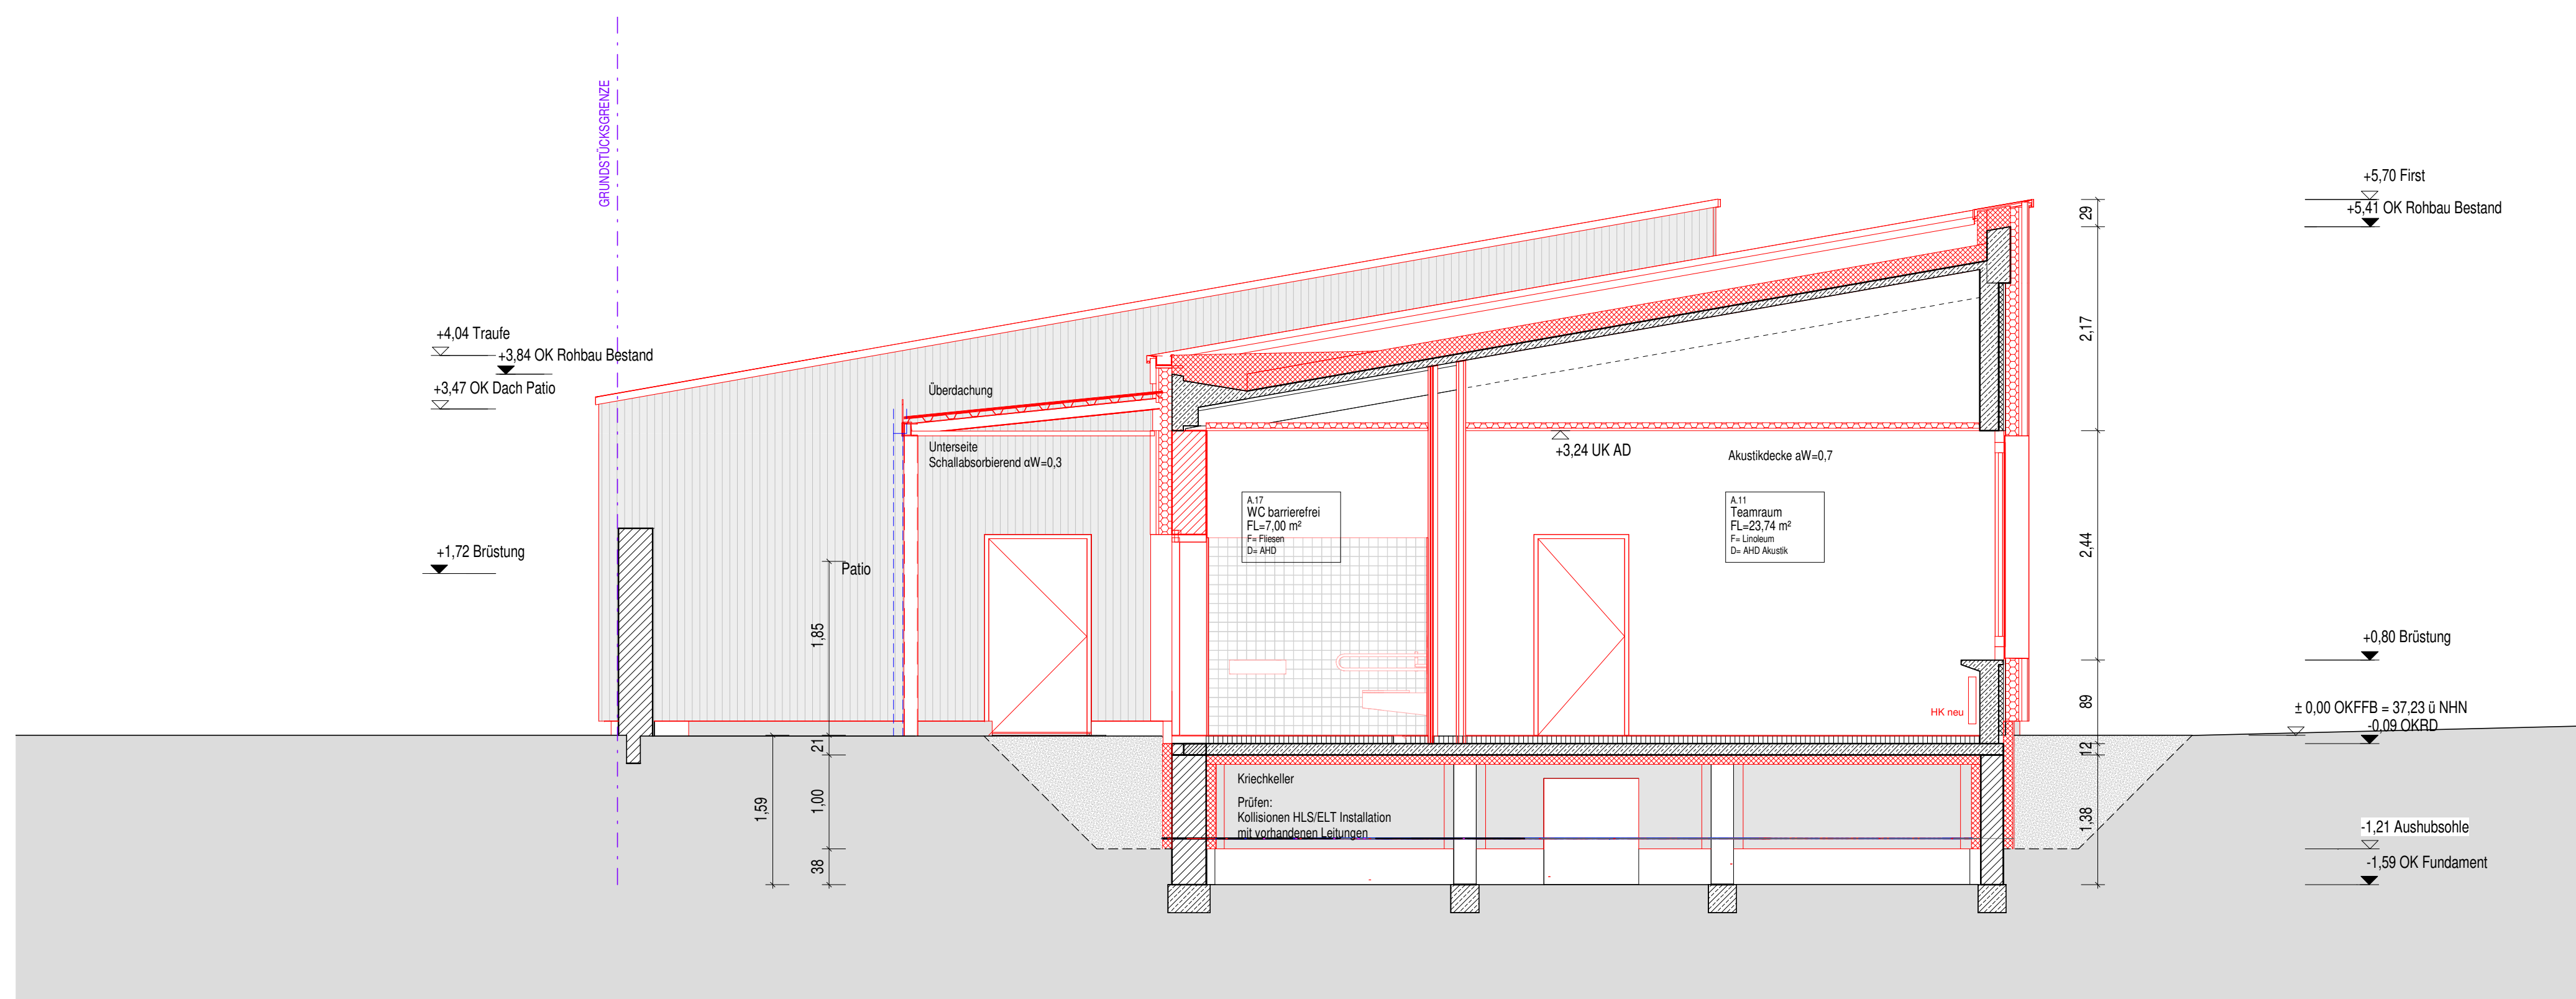 GRUNDSTÜCKSGRENZE
+5,70 First
+5,41 OK Rohbau Bestand
29
+4,04 Traufe
+3,84 OK Rohbau Bestand
+3,47 OK Dach Patio
2,17
Überdachung
Unterseite
Schallabsorbierend αW=0,3
+3,24 UK AD
Akustikdecke aW=0,7
A.17
WC barrierefrei
FL=7,00 m²
F= Fliesen
D= AHD
A.11
Teamraum
FL=23,74 m²
F= Linoleum
D= AHD Akustik
+1,72 Brüstung
Patio
2,44
1,85
+0,80 Brüstung
89
HK neu
± 0,00 OKFFB = 37,23 ü NHN
-0,09 OKRD
21
12
Kriechkeller
Prüfen:
Kollisionen HLS/ELT Installation
mit vorhandenen Leitungen
1,59
1,00
1,38
-1,21 Aushubsohle
38
-1,59 OK Fundament